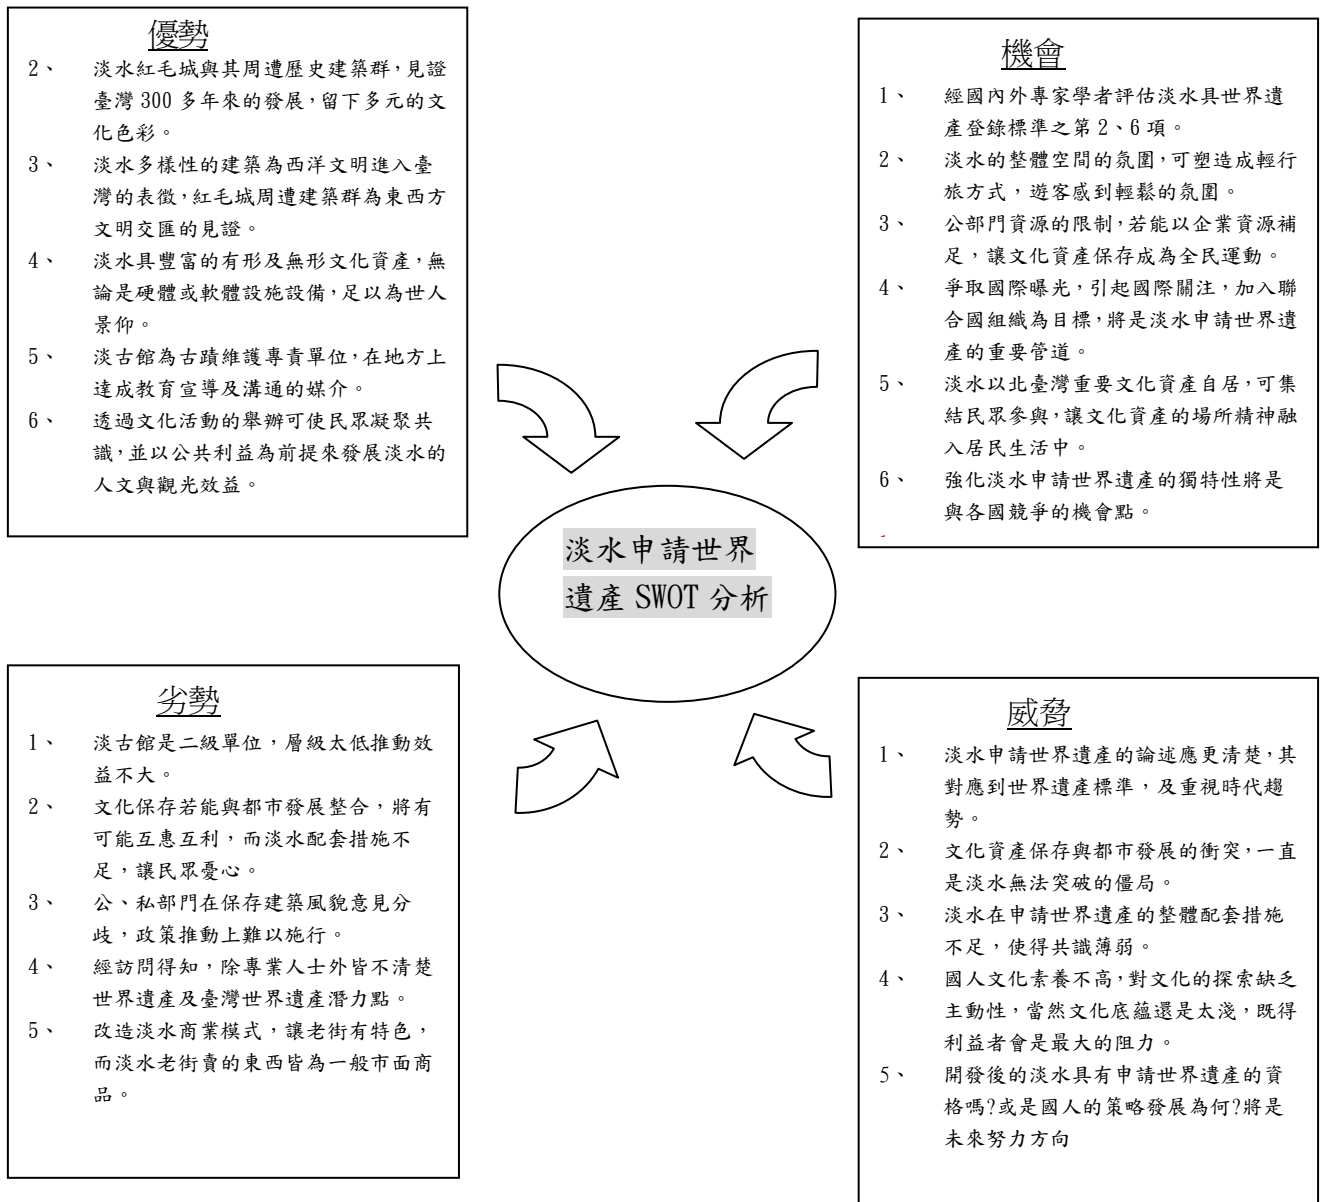 優勢
2、 淡水紅毛城與其周遭歷史建築群，見證
臺灣 300 多年來的發展，留下多元的文
化色彩。
3、 淡水多樣性的建築為西洋文明進入臺
灣的表徵，紅毛城周遭建築群為東西方
文明交匯的見證。
4、 淡水具豐富的有形及無形文化資產，無
論是硬體或軟體設施設備，足以為世人
景仰。
5、 淡古館為古蹟維護專責單位，在地方上
達成教育宣導及溝通的媒介。
6、 透過文化活動的舉辦可使民眾凝聚共
識，並以公共利益為前提來發展淡水的
人文與觀光效益。
機會
1、 經國內外專家學者評估淡水具世界遺
產登錄標準之第 2、6 項。
2、 淡水的整體空間的氛圍，可塑造成輕行
旅方式，遊客感到輕鬆的氛圍。
3、 公部門資源的限制，若能以企業資源補
足，讓文化資產保存成為全民運動。
4、 爭取國際曝光，引起國際關注，加入聯
合國組織為目標，將是淡水申請世界遺
產的重要管道。
5、 淡水以北臺灣重要文化資產自居，可集
結民眾參與，讓文化資產的場所精神融
入居民生活中。
6、 強化淡水申請世界遺產的獨特性將是
與各國競爭的機會點。
淡水申請世界
遺產 SWOT 分析
劣勢
1、 淡古館是二級單位，層級太低推動效
益不大。
2、 文化保存若能與都市發展整合，將有
可能互惠互利，而淡水配套措施不
足，讓民眾憂心。
3、 公、私部門在保存建築風貌意見分
歧，政策推動上難以施行。
4、 經訪問得知，除專業人士外皆不清楚
世界遺產及臺灣世界遺產潛力點。
5、 改造淡水商業模式，讓老街有特色，
而淡水老街賣的東西皆為一般市面商
品。
威脅
1、 淡水申請世界遺產的論述應更清楚，其
對應到世界遺產標準，及重視時代趨
勢。
2、 文化資產保存與都市發展的衝突，一直
是淡水無法突破的僵局。
3、 淡水在申請世界遺產的整體配套措施
不足，使得共識薄弱。
4、 國人文化素養不高，對文化的探索缺乏
主動性，當然文化底蘊還是太淺，既得
利益者會是最大的阻力。
5、 開發後的淡水具有申請世界遺產的資
格嗎?或是國人的策略發展為何?將是
未來努力方向